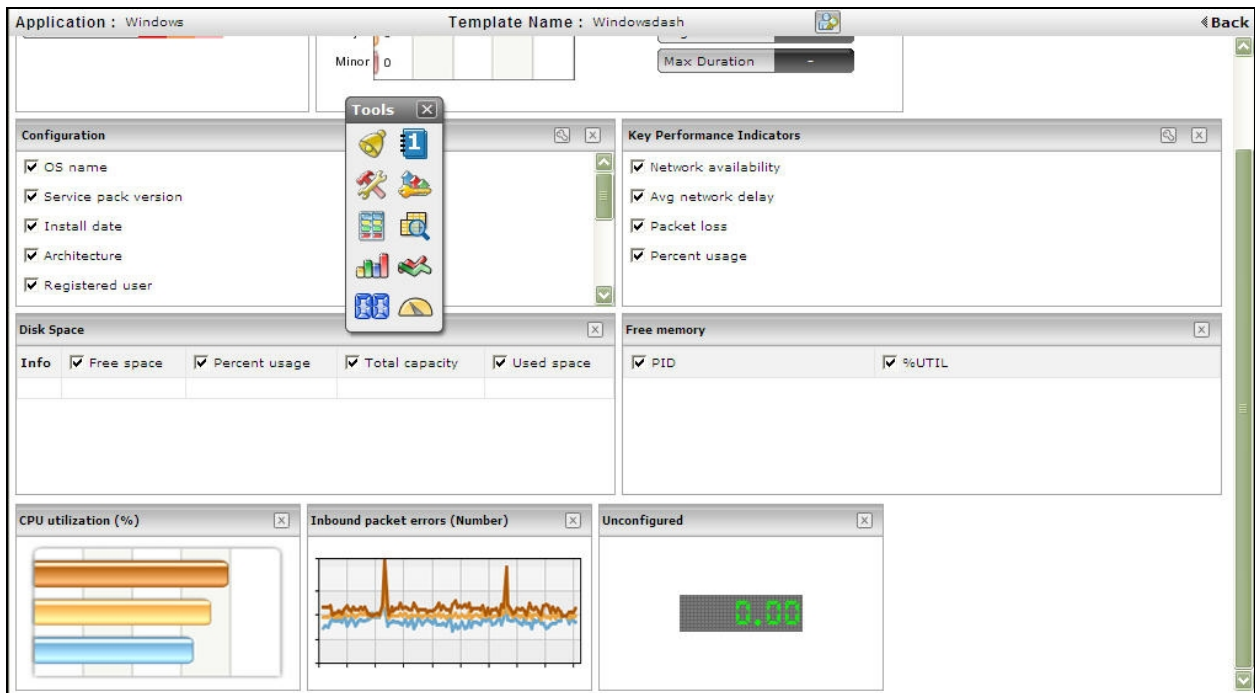 Application : Windows
Template Name : Windowsdash
Back
Minor 0
Max Duration -
Tools
1
Configuration
OS name
Service pack version
Install date
Architecture
Registered user
Key Performance Indicators
Network availability
Avg network delay
Packet loss
Percent usage
Disk Space
Info Free space Percent usage Total capacity Used space
Free memory
PID %UTIL
CPU utilization (%)
Inbound packet errors (Number)
Unconfigured
0.00